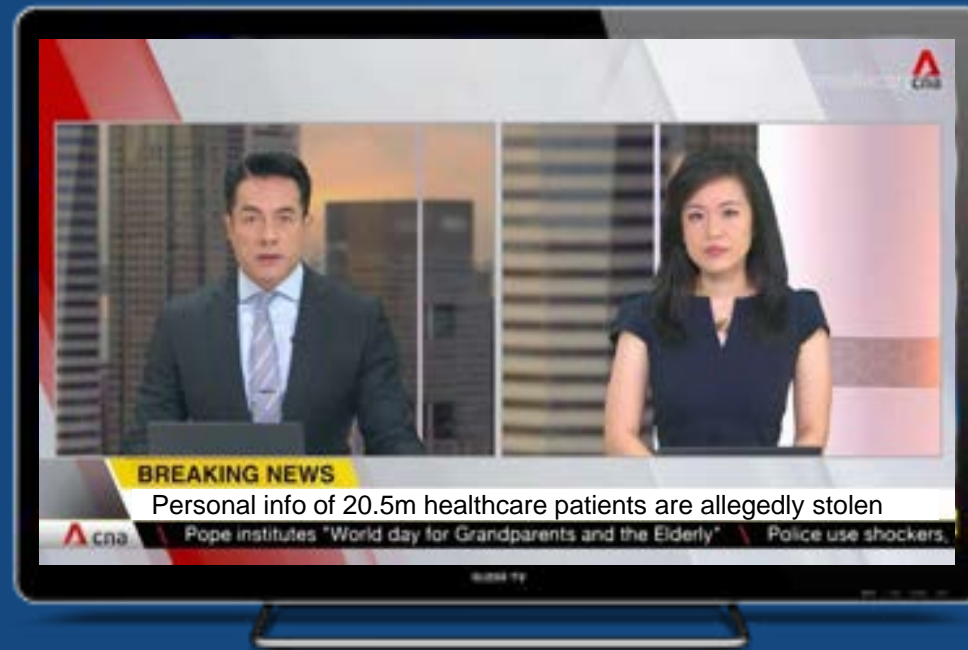 cna
BREAKING NEWS
Personal info of 20.5m healthcare patients are allegedly stolen
cna Pope institutes "World day for Grandparents and the Elderly" \ Police use shockers,